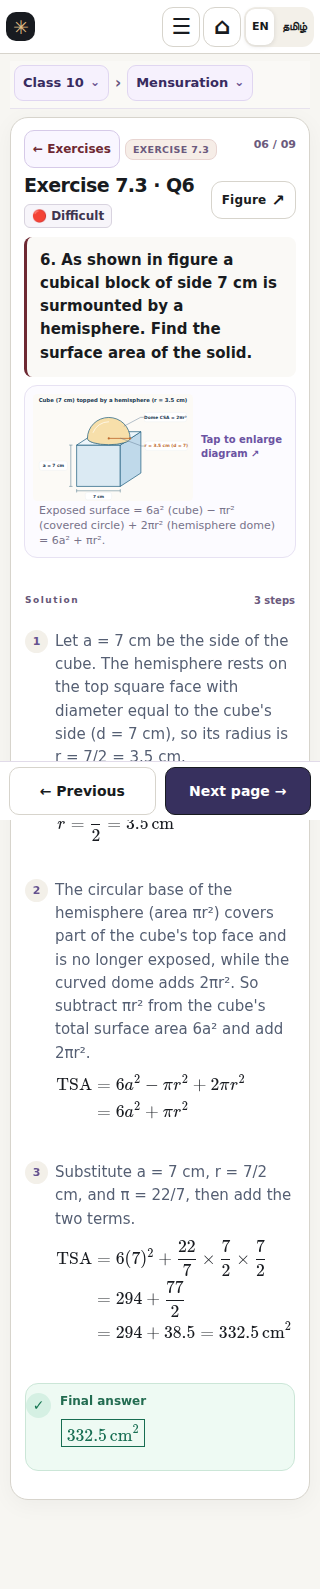 ☰ ⌂ EN தமிழ்
Class 10 ⌄ › Mensuration ⌄
← Exercises EXERCISE 7.3 06 / 09
Exercise 7.3 · Q6
Figure ↗
🔴 Difficult
6. As shown in figure a
cubical block of side 7 cm is
surmounted by a
hemisphere. Find the
surface area of the solid.
Cube (7 cm) topped by a hemisphere (r = 3.5 cm)
Dome CSA = 2πr²
r = 3.5 cm (d = 7)
a = 7 cm
7 cm
Tap to enlarge
diagram ↗
Exposed surface = 6a² (cube) − πr²
(covered circle) + 2πr² (hemisphere dome)
= 6a² + πr².
Solution 3 steps
1 Let a = 7 cm be the side of the
cube. The hemisphere rests on
the top square face with
diameter equal to the cube's
side (d = 7 cm), so its radius is
r = 7/2 = 3.5 cm.
← Previous Next page →
r = /2 = 3.5 cm
2 The circular base of the
hemisphere (area πr²) covers
part of the cube's top face and
is no longer exposed, while the
curved dome adds 2πr². So
subtract πr² from the cube's
total surface area 6a² and add
2πr².
TSA = 6a² − πr² + 2πr²
= 6a² + πr²
3 Substitute a = 7 cm, r = 7/2
cm, and π = 22/7, then add the
two terms.
TSA = 6(7)² + 22/7 × 7/2 × 7/2
= 294 + 77/2
= 294 + 38.5 = 332.5 cm²
✓ Final answer
332.5 cm²